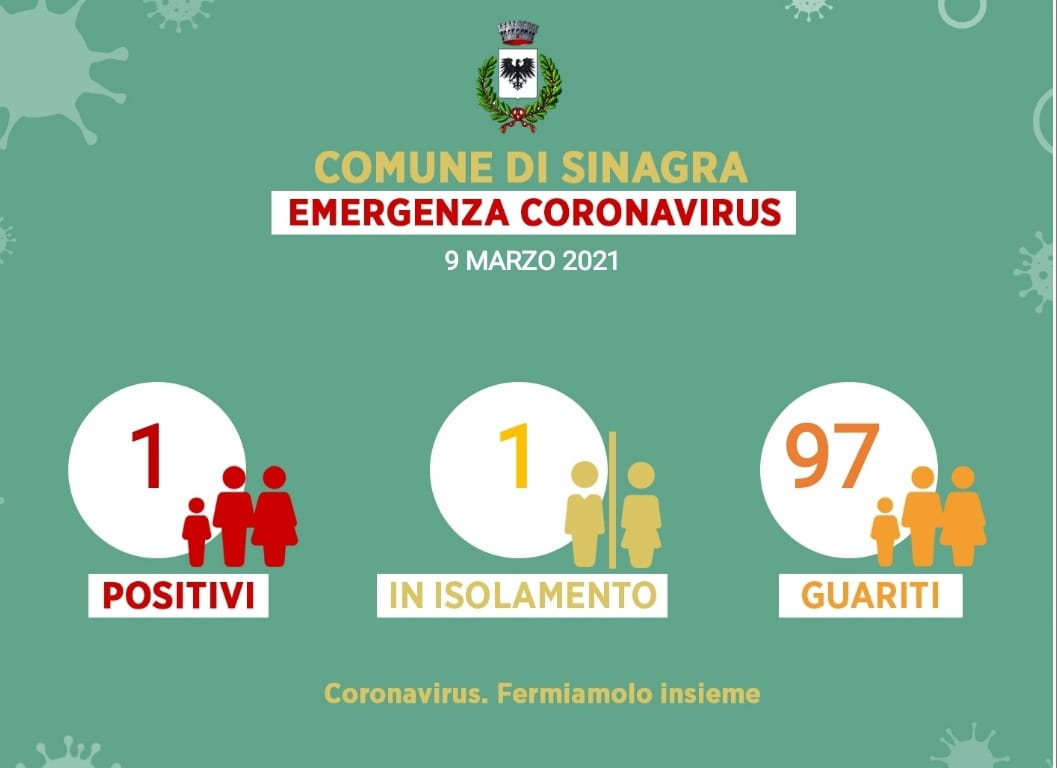 COMUNE DI SINAGRA
EMERGENZA CORONAVIRUS
9 MARZO 2021
1
POSITIVI
1
IN ISOLAMENTO
97
GUARITI
Coronavirus. Fermiamolo insieme